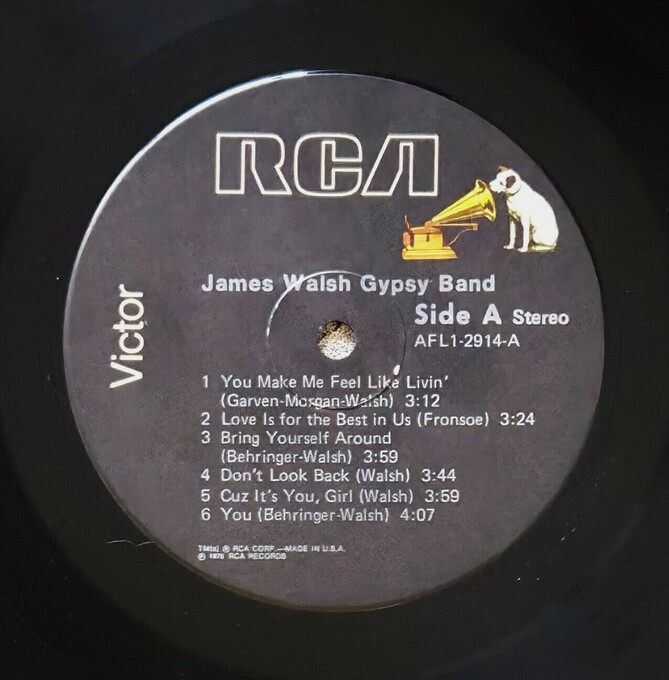 RCA
Victor
James Walsh Gypsy Band
Side A Stereo
AFL1-2914-A
1 You Make Me Feel Like Livin'
(Garven-Morgan-Walsh) 3:12
2 Love Is for the Best in Us (Fronsoe) 3:24
3 Bring Yourself Around
(Behringer-Walsh) 3:59
4 Don't Look Back (Walsh) 3:44
5 Cuz It's You, Girl (Walsh) 3:59
6 You (Behringer-Walsh) 4:07
TM(s) ® RCA CORP.—MADE IN U.S.A.
℗ RCA RECORDS